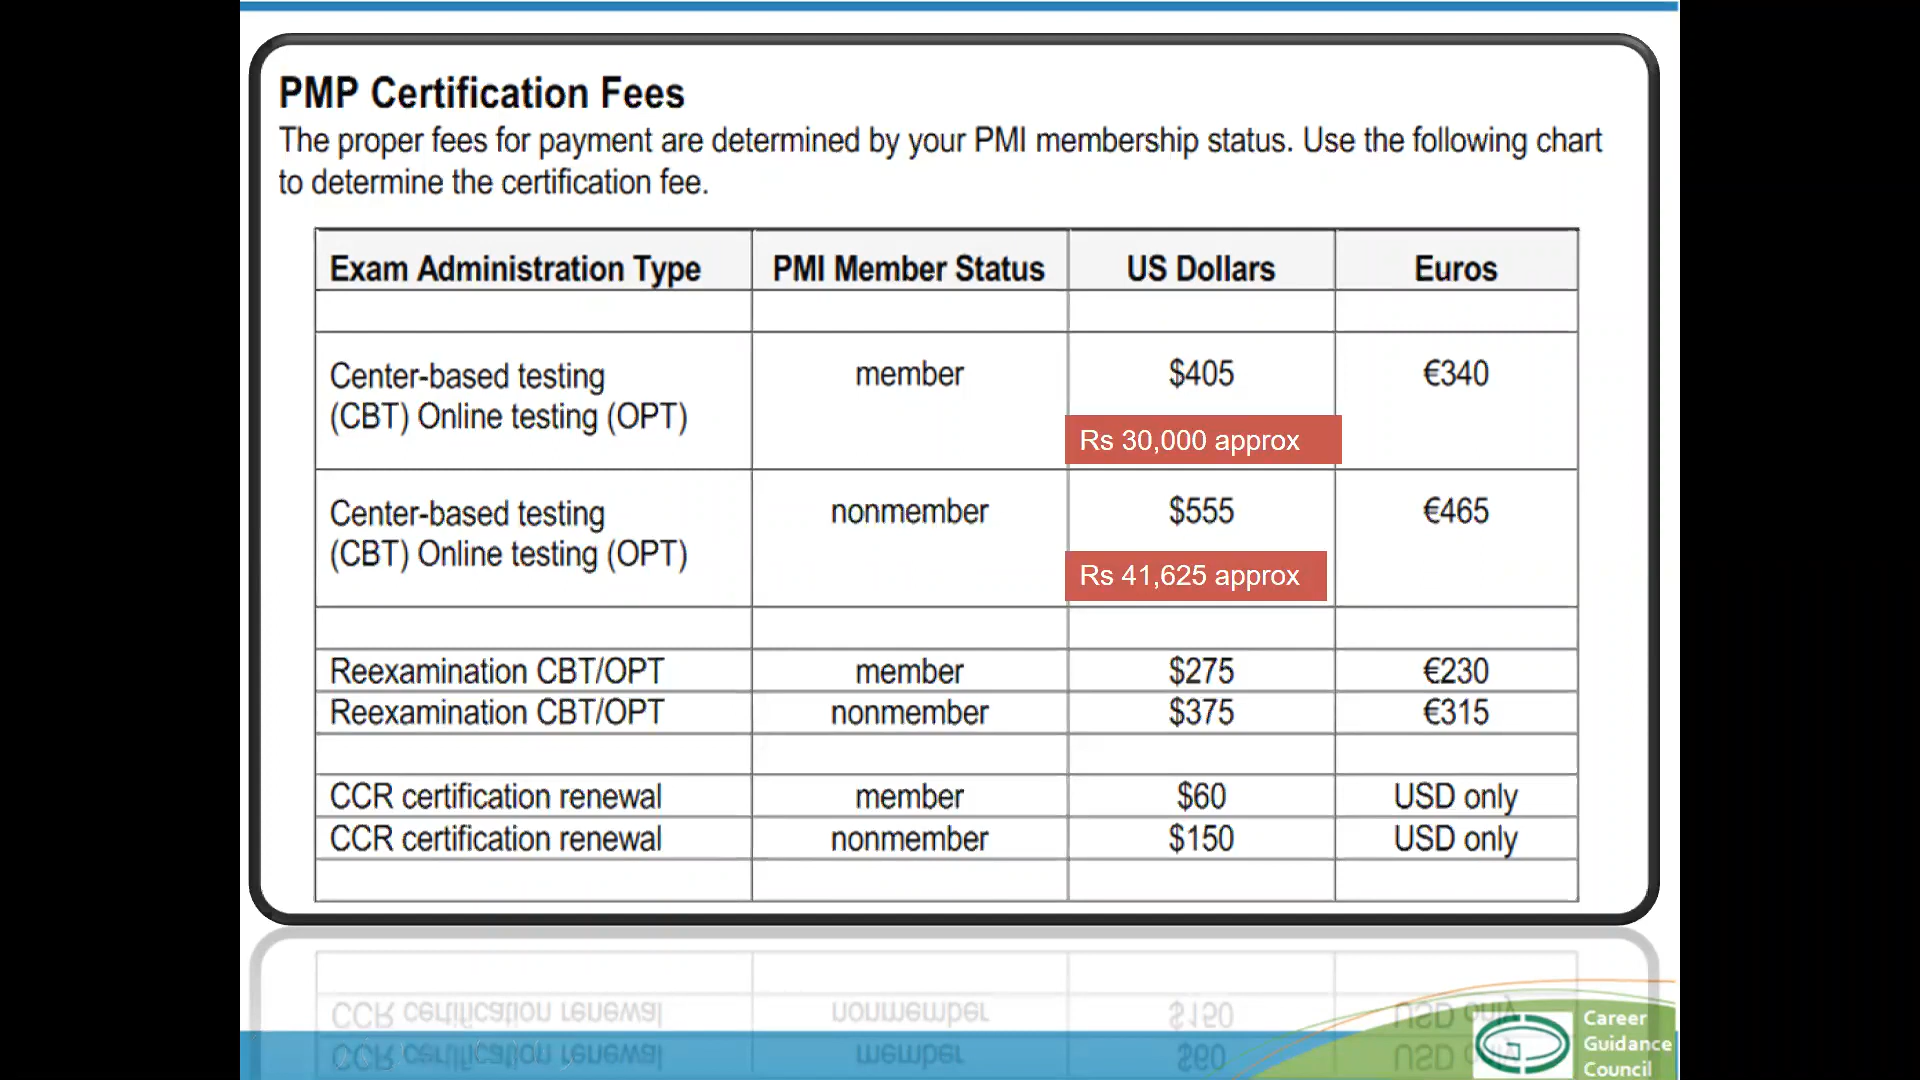 PMP Certification Fees
The proper fees for payment are determined by your PMI membership status. Use the following chart
to determine the certification fee.
Exam Administration Type PMI Member Status US Dollars Euros
Center-based testing member $405 €340
(CBT) Online testing (OPT)
Rs 30,000 approx
Center-based testing nonmember $555 €465
(CBT) Online testing (OPT)
Rs 41,625 approx
Reexamination CBT/OPT member $275 €230
Reexamination CBT/OPT nonmember $375 €315
CCR certification renewal member $60 USD only
CCR certification renewal nonmember $150 USD only
Career
Guidance
Council